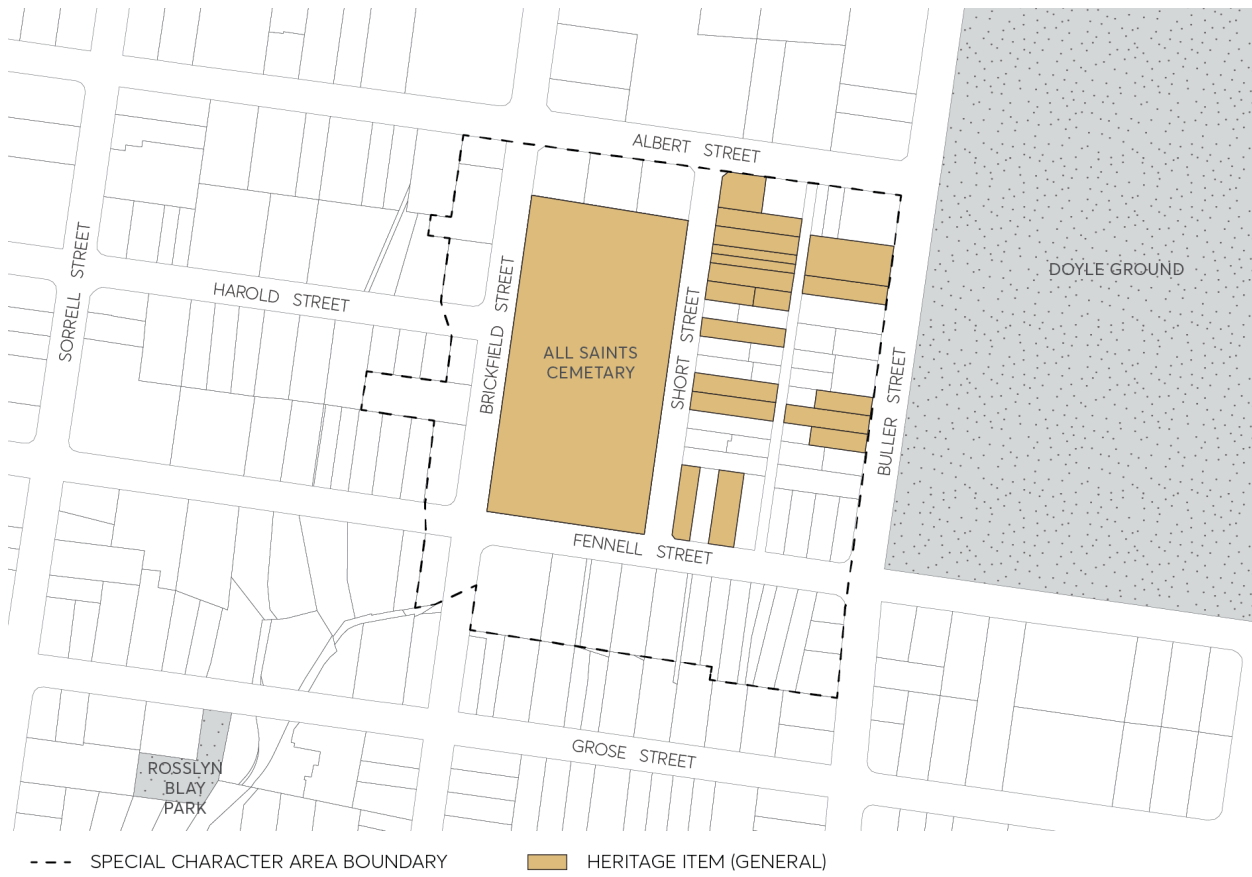 ALBERT STREET
SORRELL STREET
HAROLD STREET
BRICKFIELD STREET
ALL SAINTS
CEMETARY
SHORT STREET
BULLER STREET
DOYLE GROUND
FENNELL STREET
GROSE STREET
ROSSLYN
BLAY
PARK
SPECIAL CHARACTER AREA BOUNDARY
HERITAGE ITEM (GENERAL)